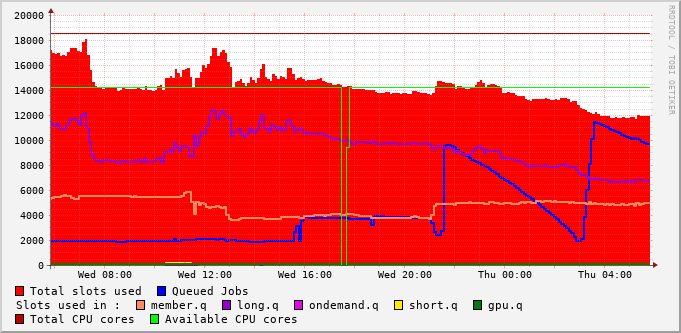 20000
18000
16000
14000
12000
10000
8000
6000
4000
2000
0
Wed 08:00 Wed 12:00 Wed 16:00 Wed 20:00 Thu 00:00 Thu 04:00
Total slots used Queued Jobs
Slots used in : member.q long.q ondemand.q short.q gpu.q
Total CPU cores Available CPU cores
RRDTOOL / TOBI OETIKER